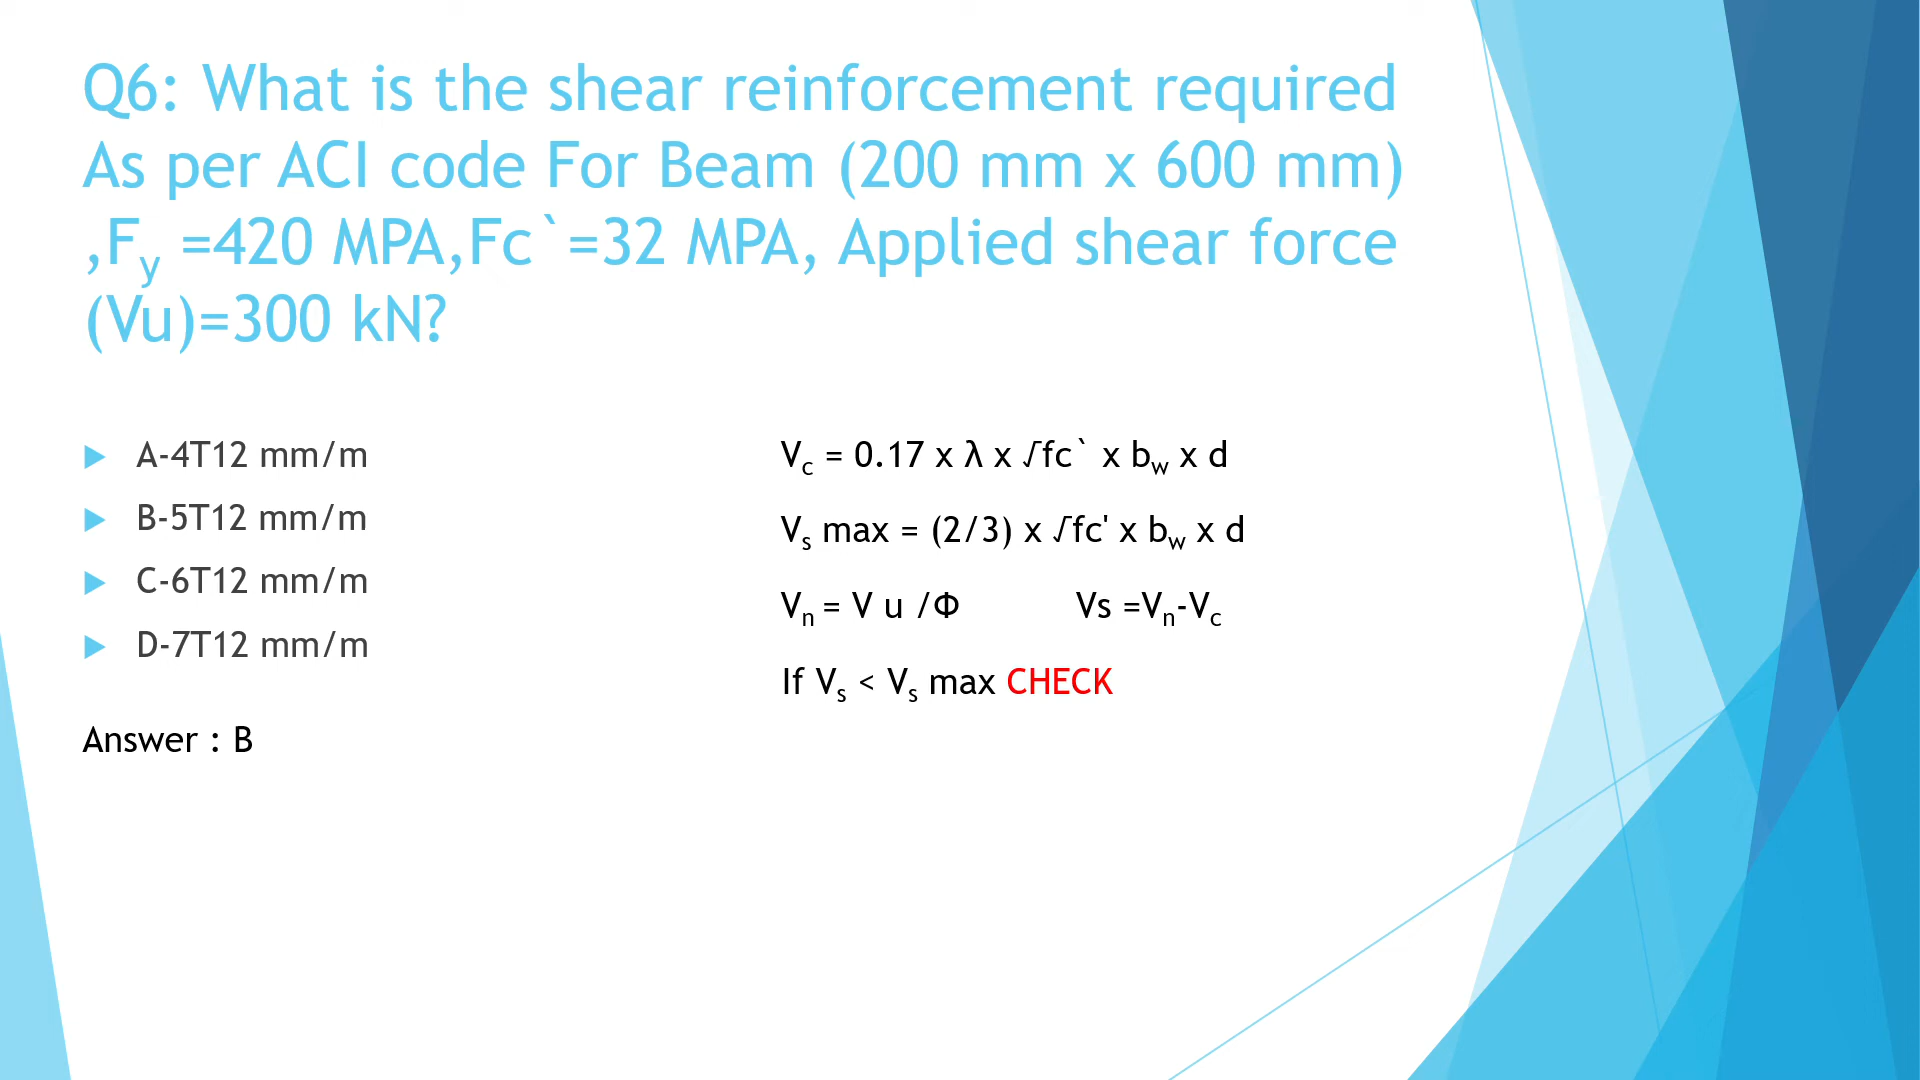 Q6: What is the shear reinforcement required
As per ACI code For Beam (200 mm x 600 mm)
,Fy =420 MPA,Fc`=32 MPA, Applied shear force
(Vu)=300 kN?
A-4T12 mm/m
B-5T12 mm/m
C-6T12 mm/m
D-7T12 mm/m
Answer : B
Vc = 0.17 x λ x √fc` x bw x d
Vs max = (2/3) x √fc' x bw x d
Vn = V u /Φ Vs =Vn-Vc
If Vs < Vs max CHECK